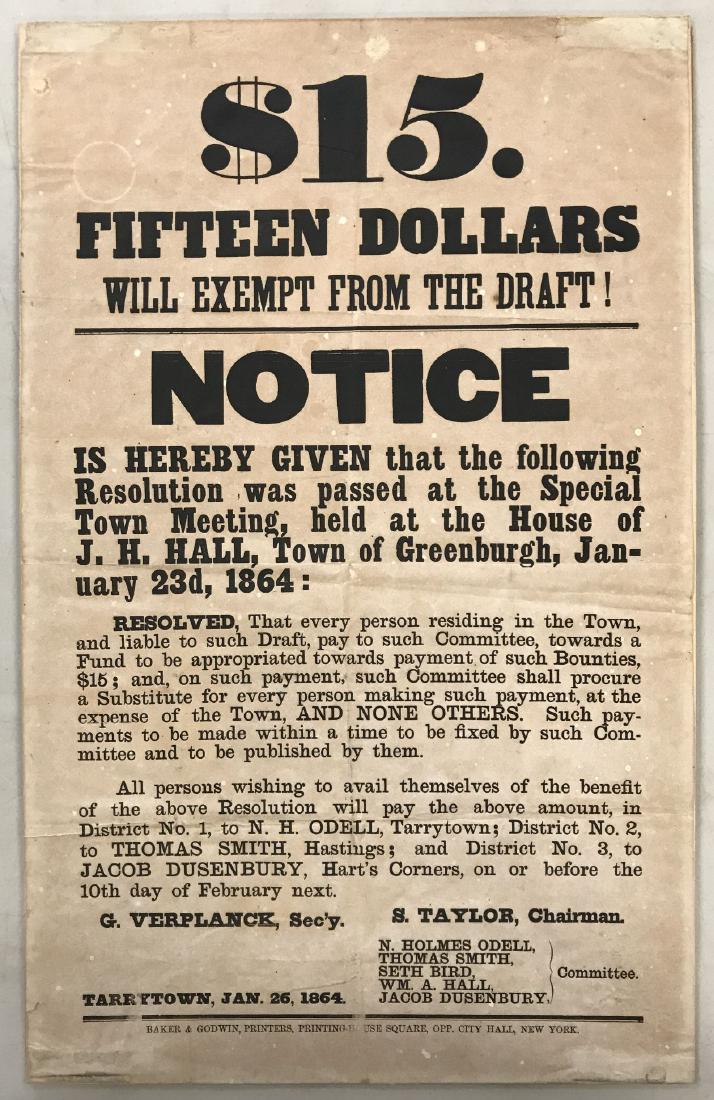 $15.
FIFTEEN DOLLARS
WILL EXEMPT FROM THE DRAFT!
NOTICE
IS HEREBY GIVEN that the following
Resolution was passed at the Special
Town Meeting, held at the House of
J. H. HALL, Town of Greenburgh, Jan-
uary 23d, 1864:
RESOLVED, That every person residing in the Town,
and liable to such Draft, pay to such Committee, towards a
Fund to be appropriated towards payment of such Bounties,
$15; and, on such payment, such Committee shall procure
a Substitute for every person making such payment, at the
expense of the Town, AND NONE OTHERS. Such pay-
ments to be made within a time to be fixed by such Com-
mittee and to be published by them.
All persons wishing to avail themselves of the benefit
of the above Resolution will pay the above amount, in
District No. 1, to N. H. ODELL, Tarrytown; District No. 2,
to THOMAS SMITH, Hastings; and District No. 3, to
JACOB DUSENBURY, Hart's Corners, on or before the
10th day of February next.
G. VERPLANCK, Sec'y. S. TAYLOR, Chairman.
N. HOLMES ODELL,
THOMAS SMITH,
SETH BIRD,
WM. A. HALL,
JACOB DUSENBURY,
Committee.
TARRYTOWN, JAN. 26, 1864.
BAKER & GODWIN, PRINTERS, PRINTING-HOUSE SQUARE, OPP. CITY HALL, NEW YORK.